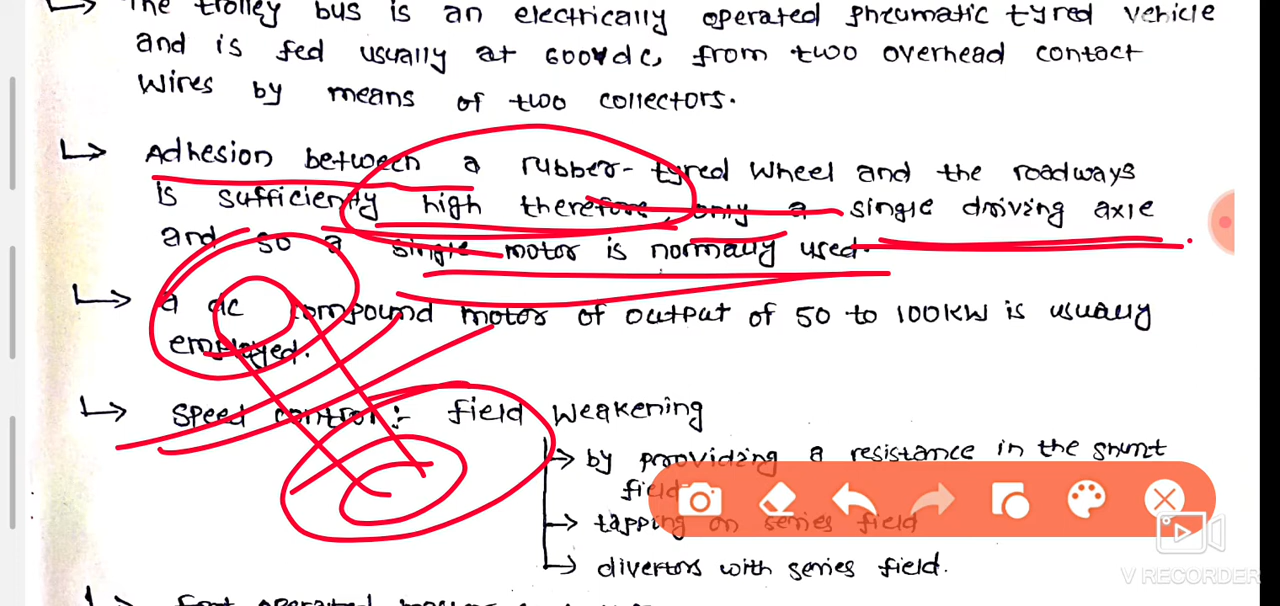 The trolley bus is an electrically operated pneumatic tyred vehicle
and is fed usually at 600V dc, from two overhead contact
wires by means of two collectors.
↳ Adhesion between a rubber-tyred wheel and the roadways
is sufficienty high therefore, only a single driving axle
and so a single motor is normally used.
↳ a dc compound motor of output of 50 to 100KW is usually
employed.
↳ Speed control:- field weakening
→ by providing a resistance in the shunt
field
→ tapping on series field
↳ divertors with series field.
V RECORDER